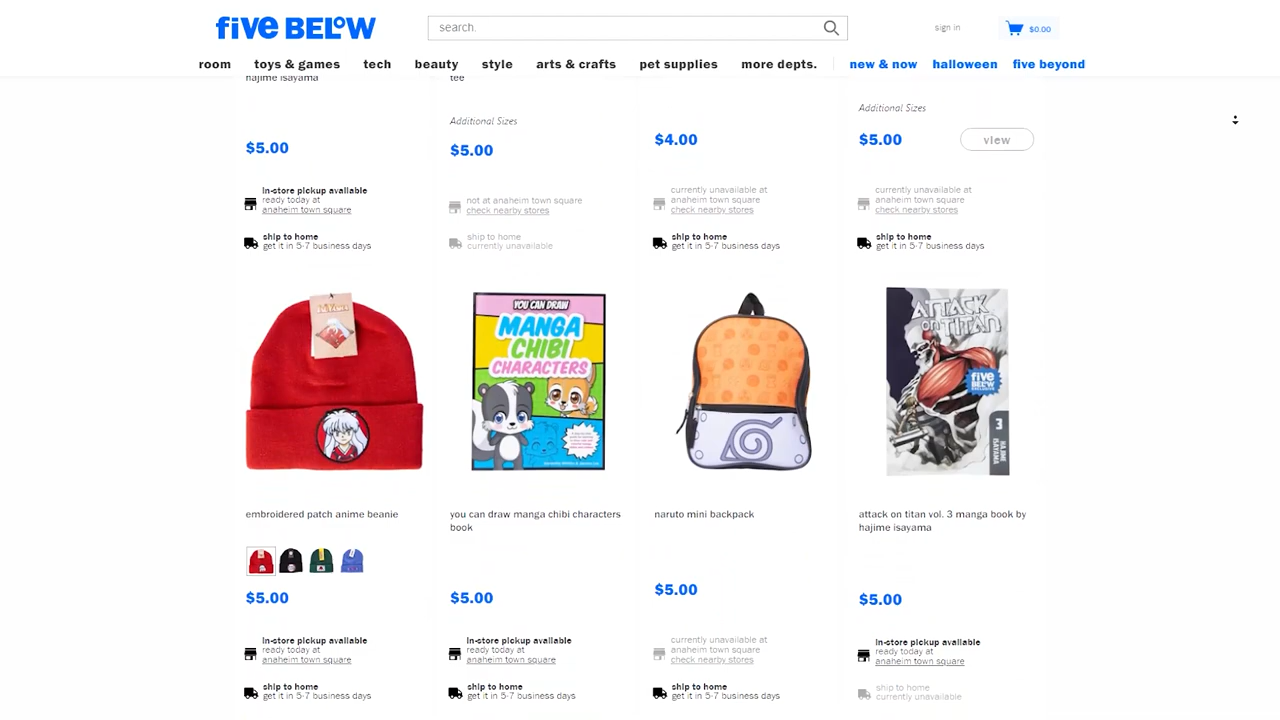 five BELOW
search.
sign in
$0.00
room toys & games tech beauty style arts & crafts pet supplies more depts. new & now halloween five beyond
hajime isayama
tee
Additional Sizes
Additional Sizes
$5.00
$5.00
$4.00
$5.00
view
in-store pickup available
ready today at
anaheim town square
not at anaheim town square
check nearby stores
currently unavailable at
anaheim town square
check nearby stores
currently unavailable at
anaheim town square
check nearby stores
ship to home
get it in 5-7 business days
ship to home
currently unavailable
ship to home
get it in 5-7 business days
ship to home
get it in 5-7 business days
YOU CAN DRAW
MANGA
CHIBI
CHARACTERS
ATTACK
ON TITAN
five
BELOW
3
HAJIME
ISAYAMA
embroidered patch anime beanie
you can draw manga chibi characters
book
naruto mini backpack
attack on titan vol. 3 manga book by
hajime isayama
$5.00
$5.00
$5.00
$5.00
in-store pickup available
ready today at
anaheim town square
in-store pickup available
ready today at
anaheim town square
currently unavailable at
anaheim town square
check nearby stores
in-store pickup available
ready today at
anaheim town square
ship to home
get it in 5-7 business days
ship to home
get it in 5-7 business days
ship to home
get it in 5-7 business days
ship to home
currently unavailable